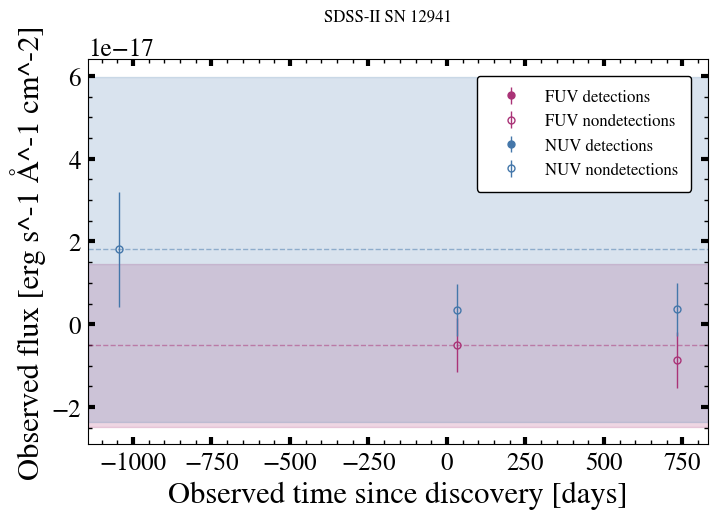 SDSS-II SN 12941
1e−17
Observed flux [erg s^-1 Å^-1 cm^-2]
6
4
2
0
−2
FUV detections
FUV nondetections
NUV detections
NUV nondetections
−1000 −750 −500 −250 0 250 500 750
Observed time since discovery [days]